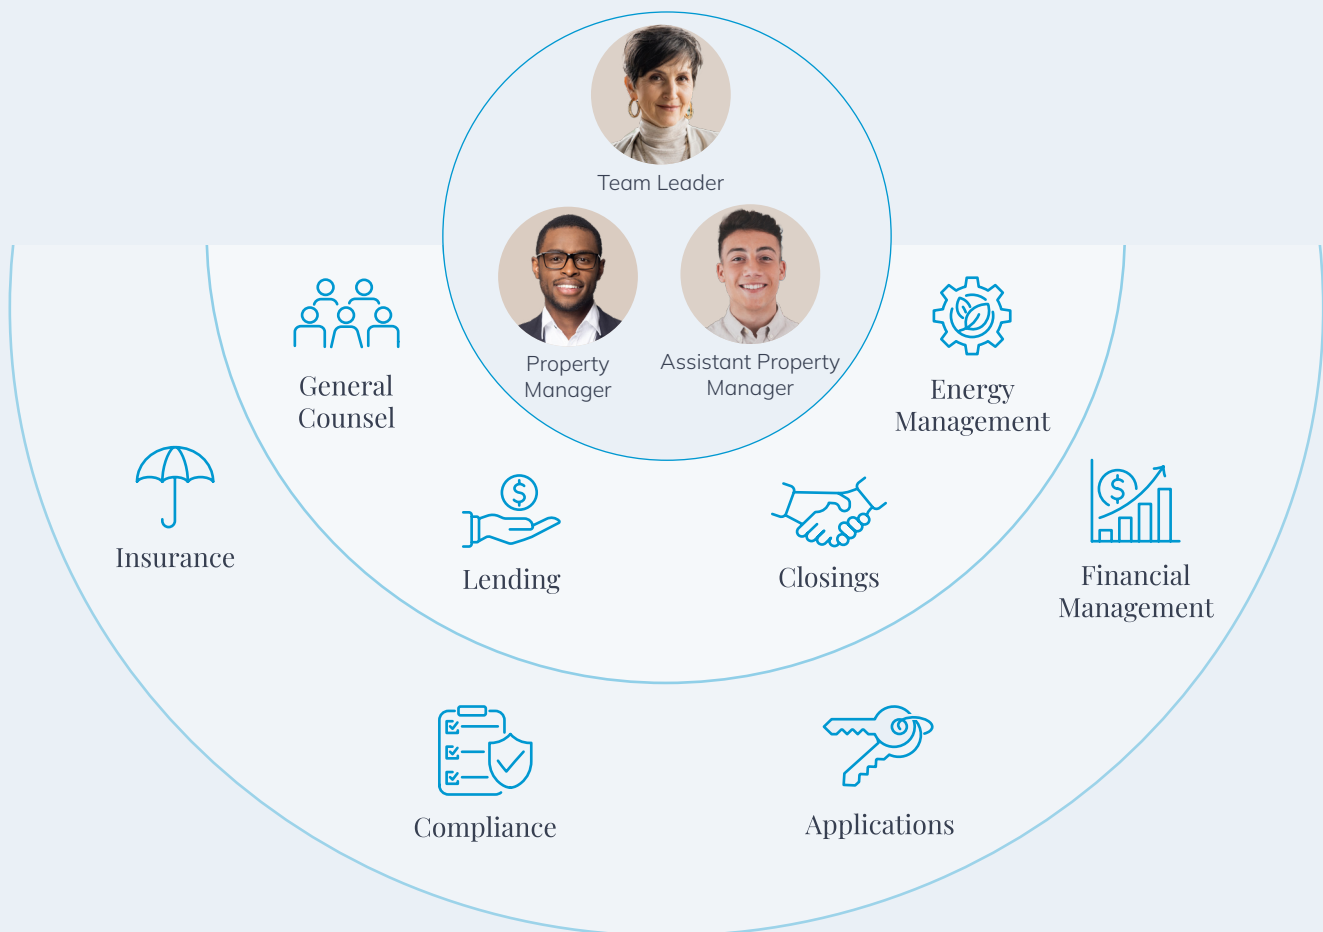 Team Leader
Property
Manager
Assistant Property
Manager
General
Counsel
Energy
Management
Insurance
Lending
Closings
Financial
Management
Compliance
Applications